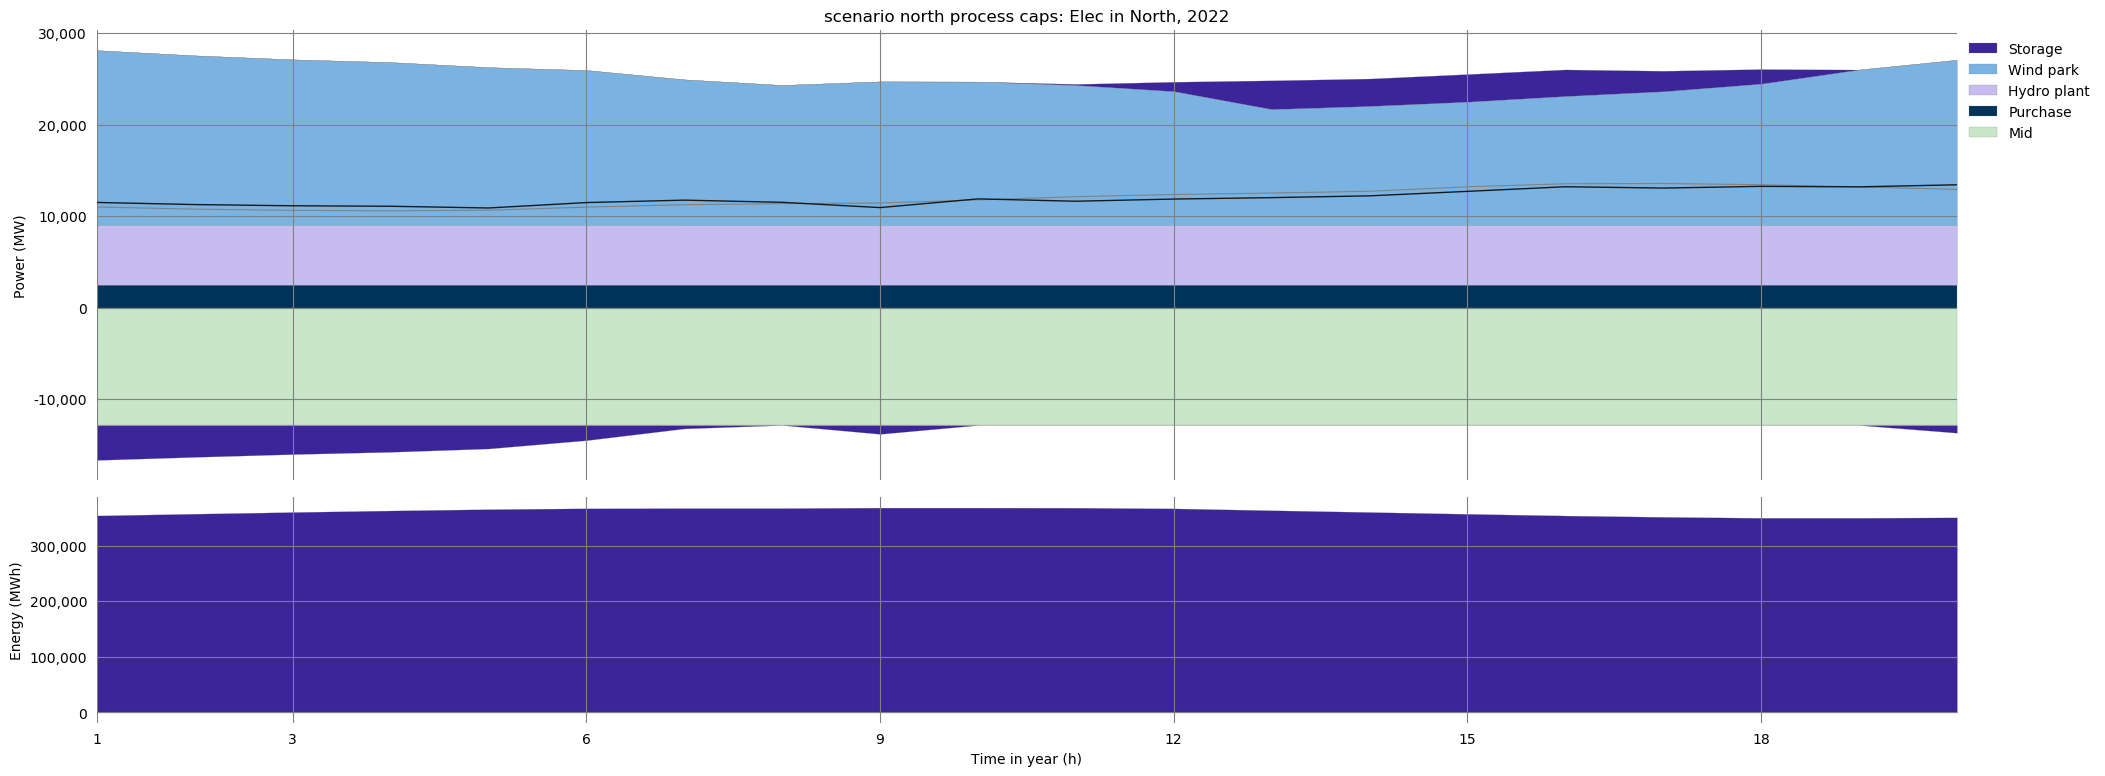 scenario north process caps: Elec in North, 2022
30,000
20,000
10,000
0
-10,000
Power (MW)
Storage
Wind park
Hydro plant
Purchase
Mid
300,000
200,000
100,000
0
Energy (MWh)
1 3 6 9 12 15 18
Time in year (h)